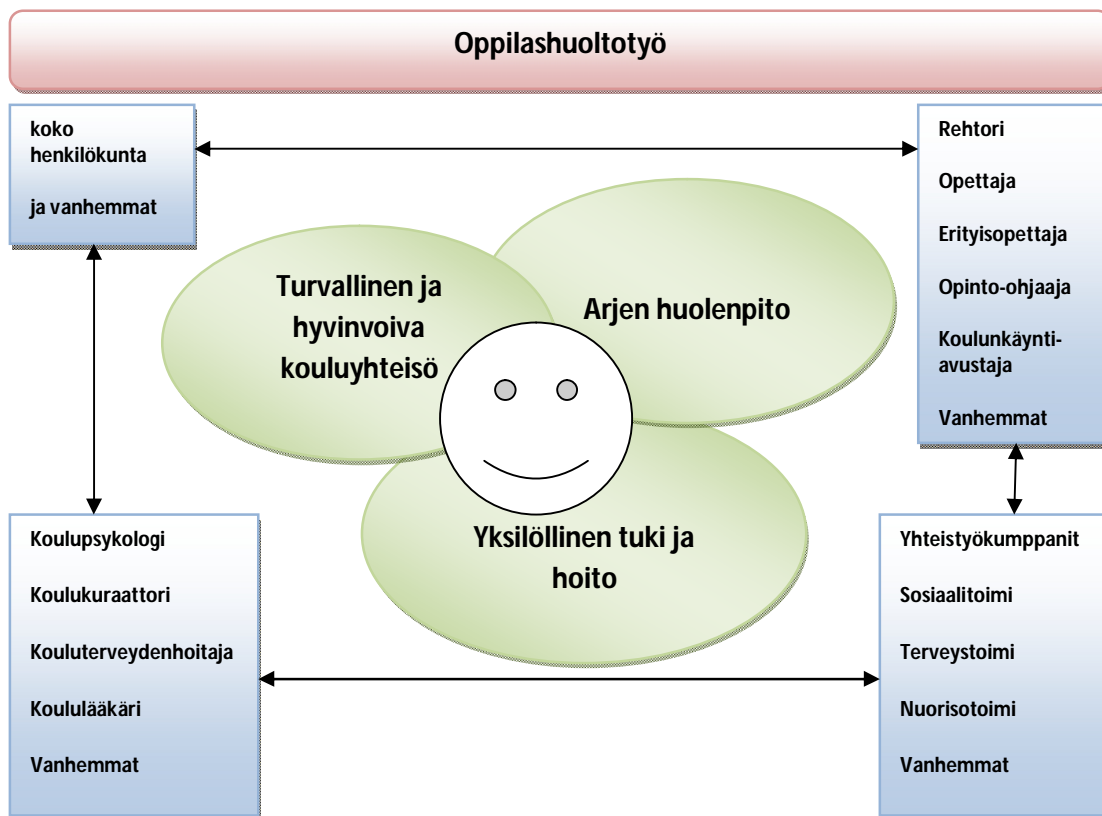 Oppilashuoltotyö
koko
henkilökunta
ja vanhemmat
Rehtori
Opettaja
Erityisopettaja
Opinto-ohjaaja
Koulunkäynti-
avustaja
Vanhemmat
Turvallinen ja
hyvinvoiva
kouluyhteisö
Arjen huolenpito
Yksilöllinen tuki ja
hoito
Koulupsykologi
Koulukuraattori
Kouluterveydenhoitaja
Koululääkäri
Vanhemmat
Yhteistyökumppanit
Sosiaalitoimi
Terveystoimi
Nuorisotoimi
Vanhemmat